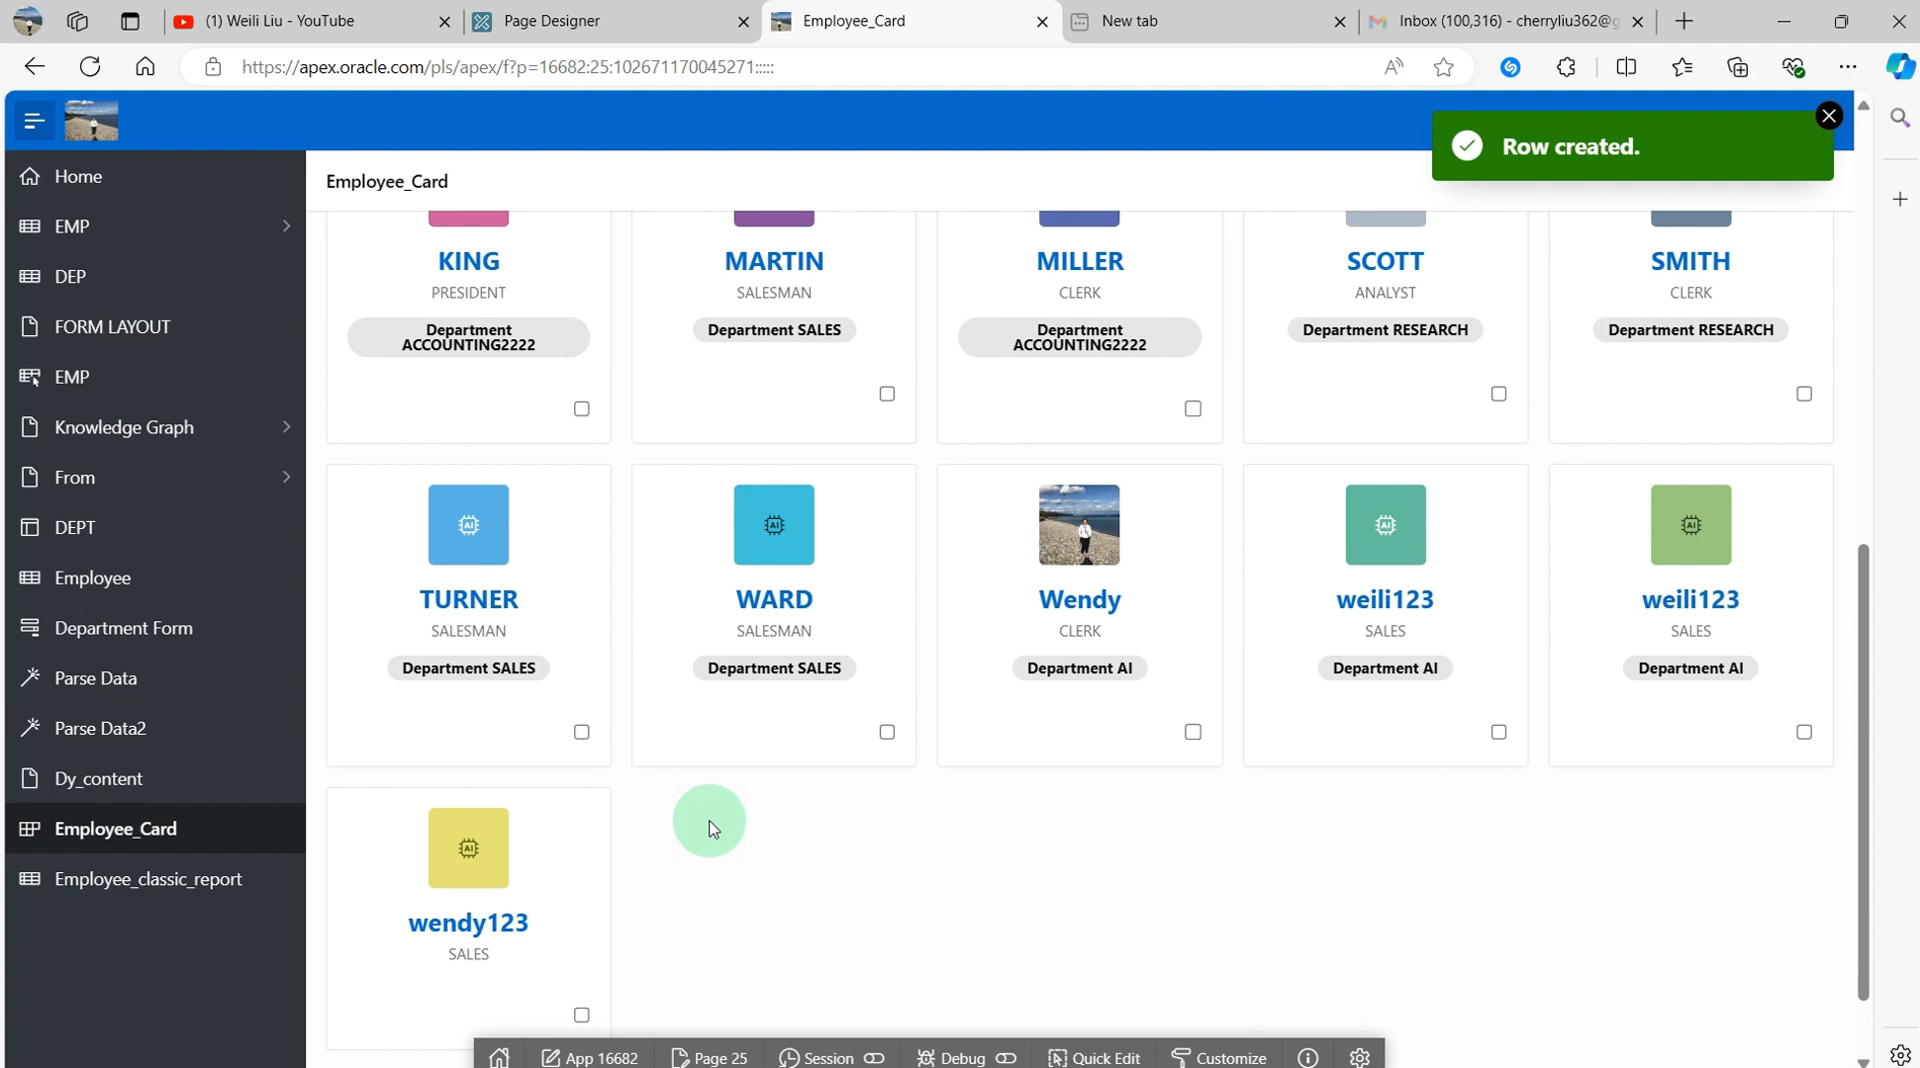 (1) Weili Liu - YouTube
Page Designer
Employee_Card
New tab
Inbox (100,316) - cherryliu362@g
https://apex.oracle.com/pls/apex/f?p=16682:25:102671170045271:::::
Row created.
Home
EMP
DEP
FORM LAYOUT
EMP
Knowledge Graph
From
DEPT
Employee
Department Form
Parse Data
Parse Data2
Dy_content
Employee_Card
Employee_classic_report
Employee_Card
KING
PRESIDENT
Department
ACCOUNTING2222
MARTIN
SALESMAN
Department SALES
MILLER
CLERK
Department
ACCOUNTING2222
SCOTT
ANALYST
Department RESEARCH
SMITH
CLERK
Department RESEARCH
AI
TURNER
SALESMAN
Department SALES
AI
WARD
SALESMAN
Department SALES
Wendy
CLERK
Department AI
AI
weili123
SALES
Department AI
AI
weili123
SALES
Department AI
AI
wendy123
SALES
App 16682
Page 25
Session
Debug
Quick Edit
Customize